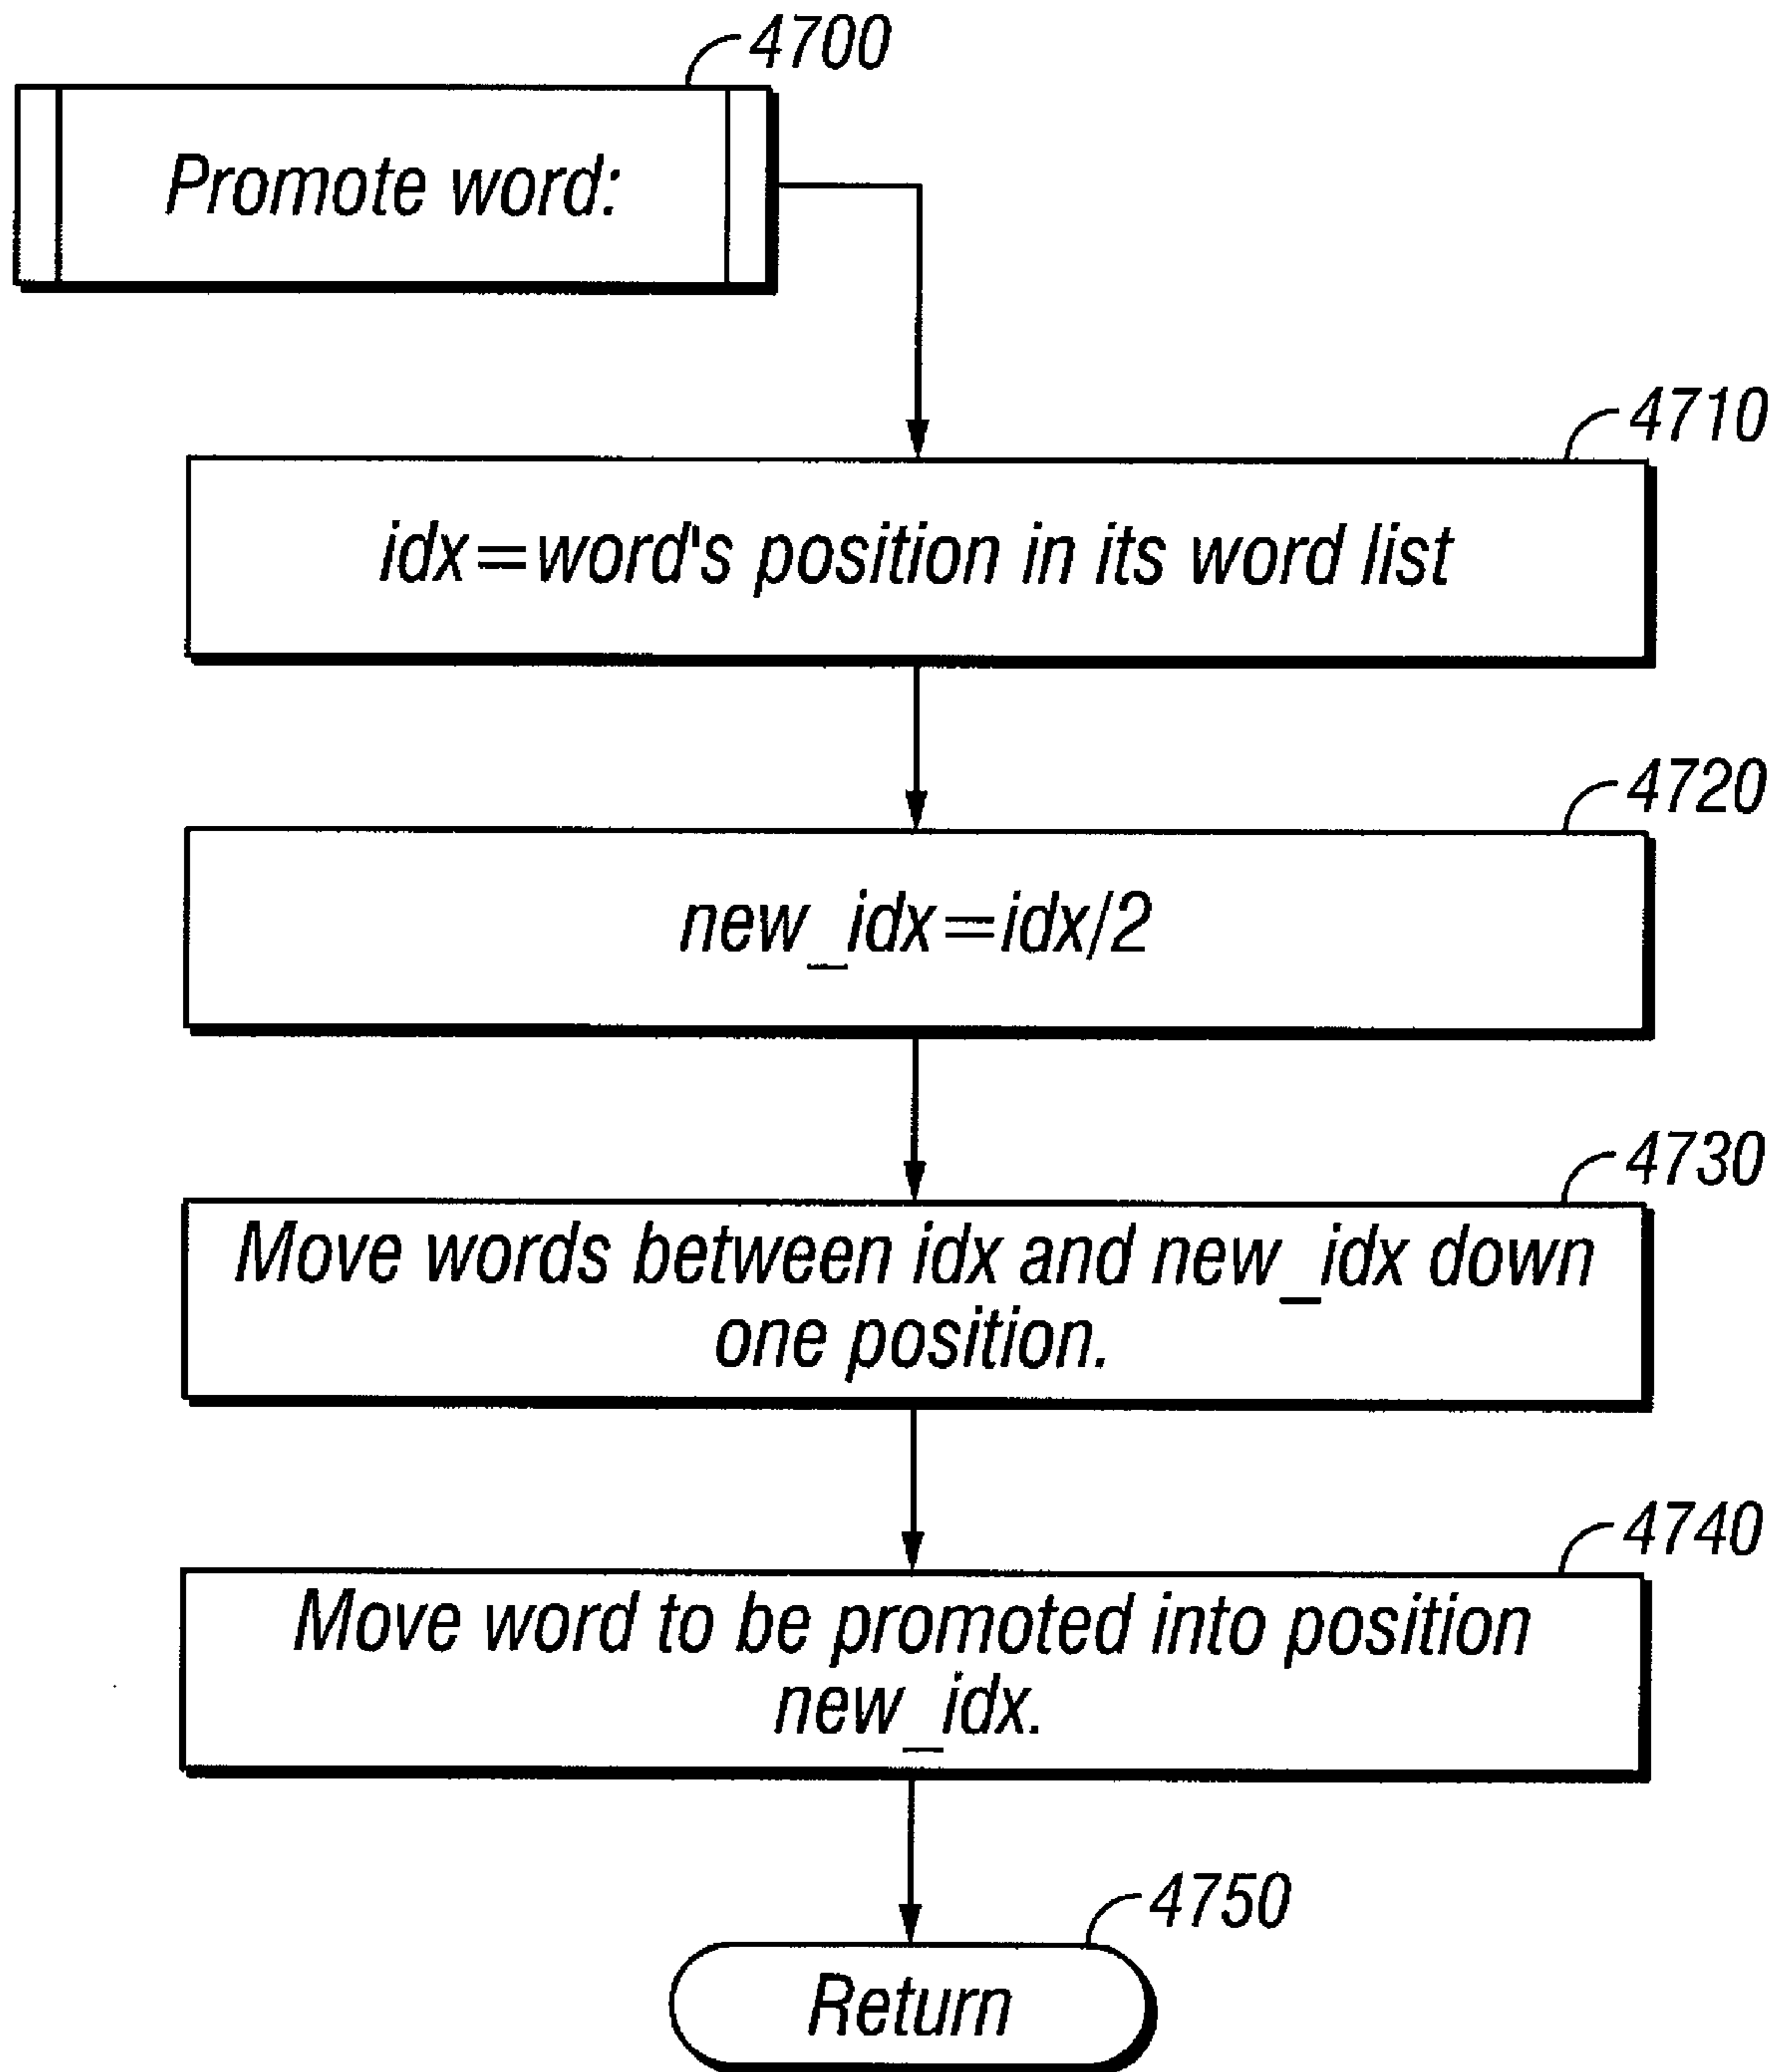 4700
Promote word:
4710
idx=word's position in its word list
4720
new_idx=idx/2
4730
Move words between idx and new_idx down
one position.
4740
Move word to be promoted into position
new_idx.
4750
Return